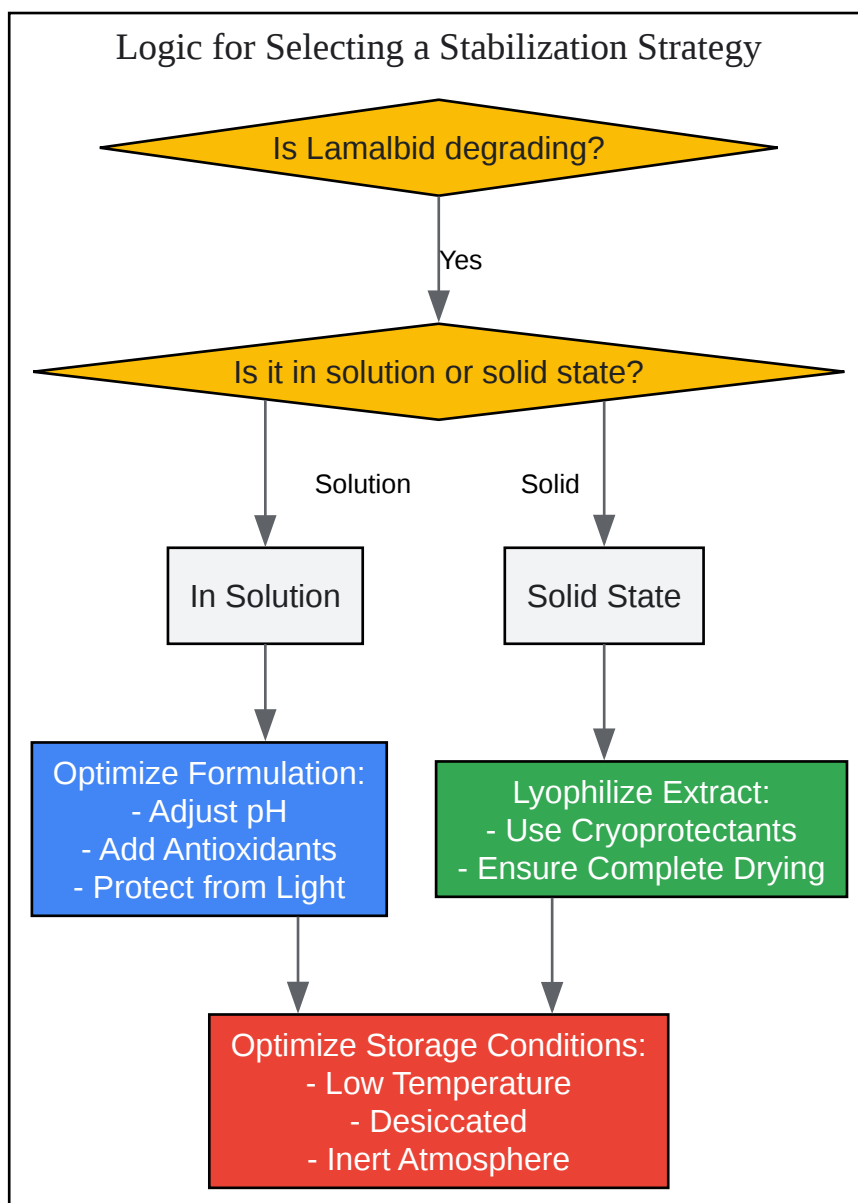 Logic for Selecting a Stabilization Strategy
Is Lamalbid degrading?
Yes
Is it in solution or solid state?
Solution
Solid
In Solution
Solid State
Optimize Formulation:
- Adjust pH
- Add Antioxidants
- Protect from Light
Lyophilize Extract:
- Use Cryoprotectants
- Ensure Complete Drying
Optimize Storage Conditions:
- Low Temperature
- Desiccated
- Inert Atmosphere